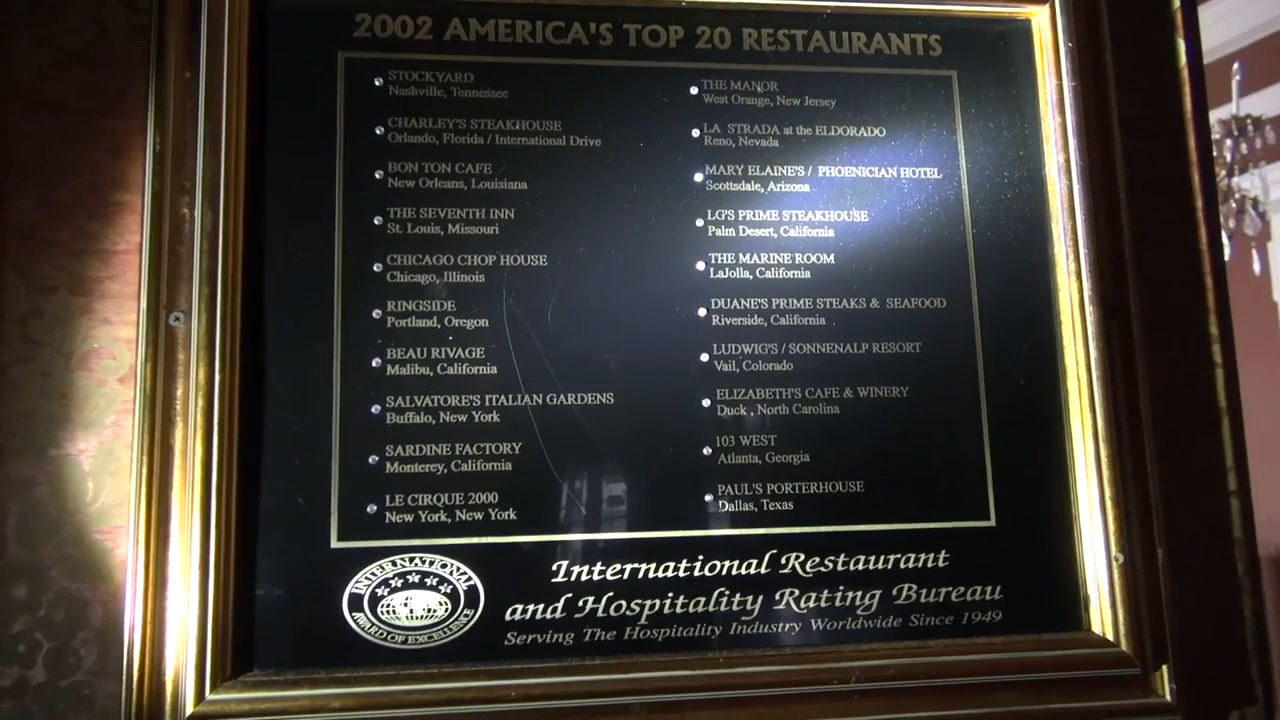 2002 AMERICA'S TOP 20 RESTAURANTS
STOCKYARD
Nashville, Tennessee
CHARLEY'S STEAKHOUSE
Orlando, Florida / International Drive
BON TON CAFE
New Orleans, Louisiana
THE SEVENTH INN
St. Louis, Missouri
CHICAGO CHOP HOUSE
Chicago, Illinois
RINGSIDE
Portland, Oregon
BEAU RIVAGE
Malibu, California
SALVATORE'S ITALIAN GARDENS
Buffalo, New York
SARDINE FACTORY
Monterey, California
LE CIRQUE 2000
New York, New York
THE MANOR
West Orange, New Jersey
LA STRADA at the ELDORADO
Reno, Nevada
MARY ELAINE'S / PHOENICIAN HOTEL
Scottsdale, Arizona
LG'S PRIME STEAKHOUSE
Palm Desert, California
THE MARINE ROOM
LaJolla, California
DUANE'S PRIME STEAKS & SEAFOOD
Riverside, California
LUDWIG'S / SONNENALP RESORT
Vail, Colorado
ELIZABETH'S CAFE & WINERY
Duck , North Carolina
103 WEST
Atlanta, Georgia
PAUL'S PORTERHOUSE
Dallas, Texas
INTERNATIONAL
AWARD OF EXCELLENCE
International Restaurant
and Hospitality Rating Bureau
Serving The Hospitality Industry Worldwide Since 1949